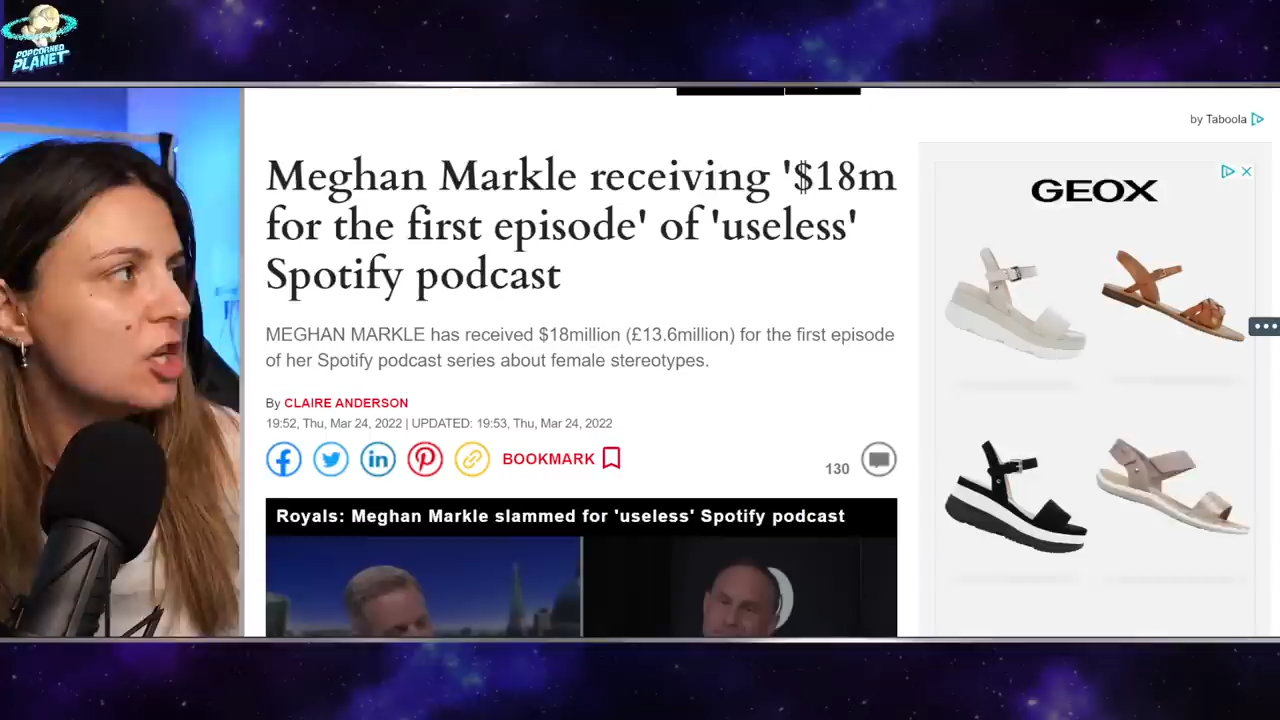 POPCORNED
PLANET
by Taboola
Meghan Markle receiving '$18m
for the first episode' of 'useless'
Spotify podcast
MEGHAN MARKLE has received $18million (£13.6million) for the first episode
of her Spotify podcast series about female stereotypes.
By CLAIRE ANDERSON
19:52, Thu, Mar 24, 2022 | UPDATED: 19:53, Thu, Mar 24, 2022
BOOKMARK
130
Royals: Meghan Markle slammed for 'useless' Spotify podcast
GEOX